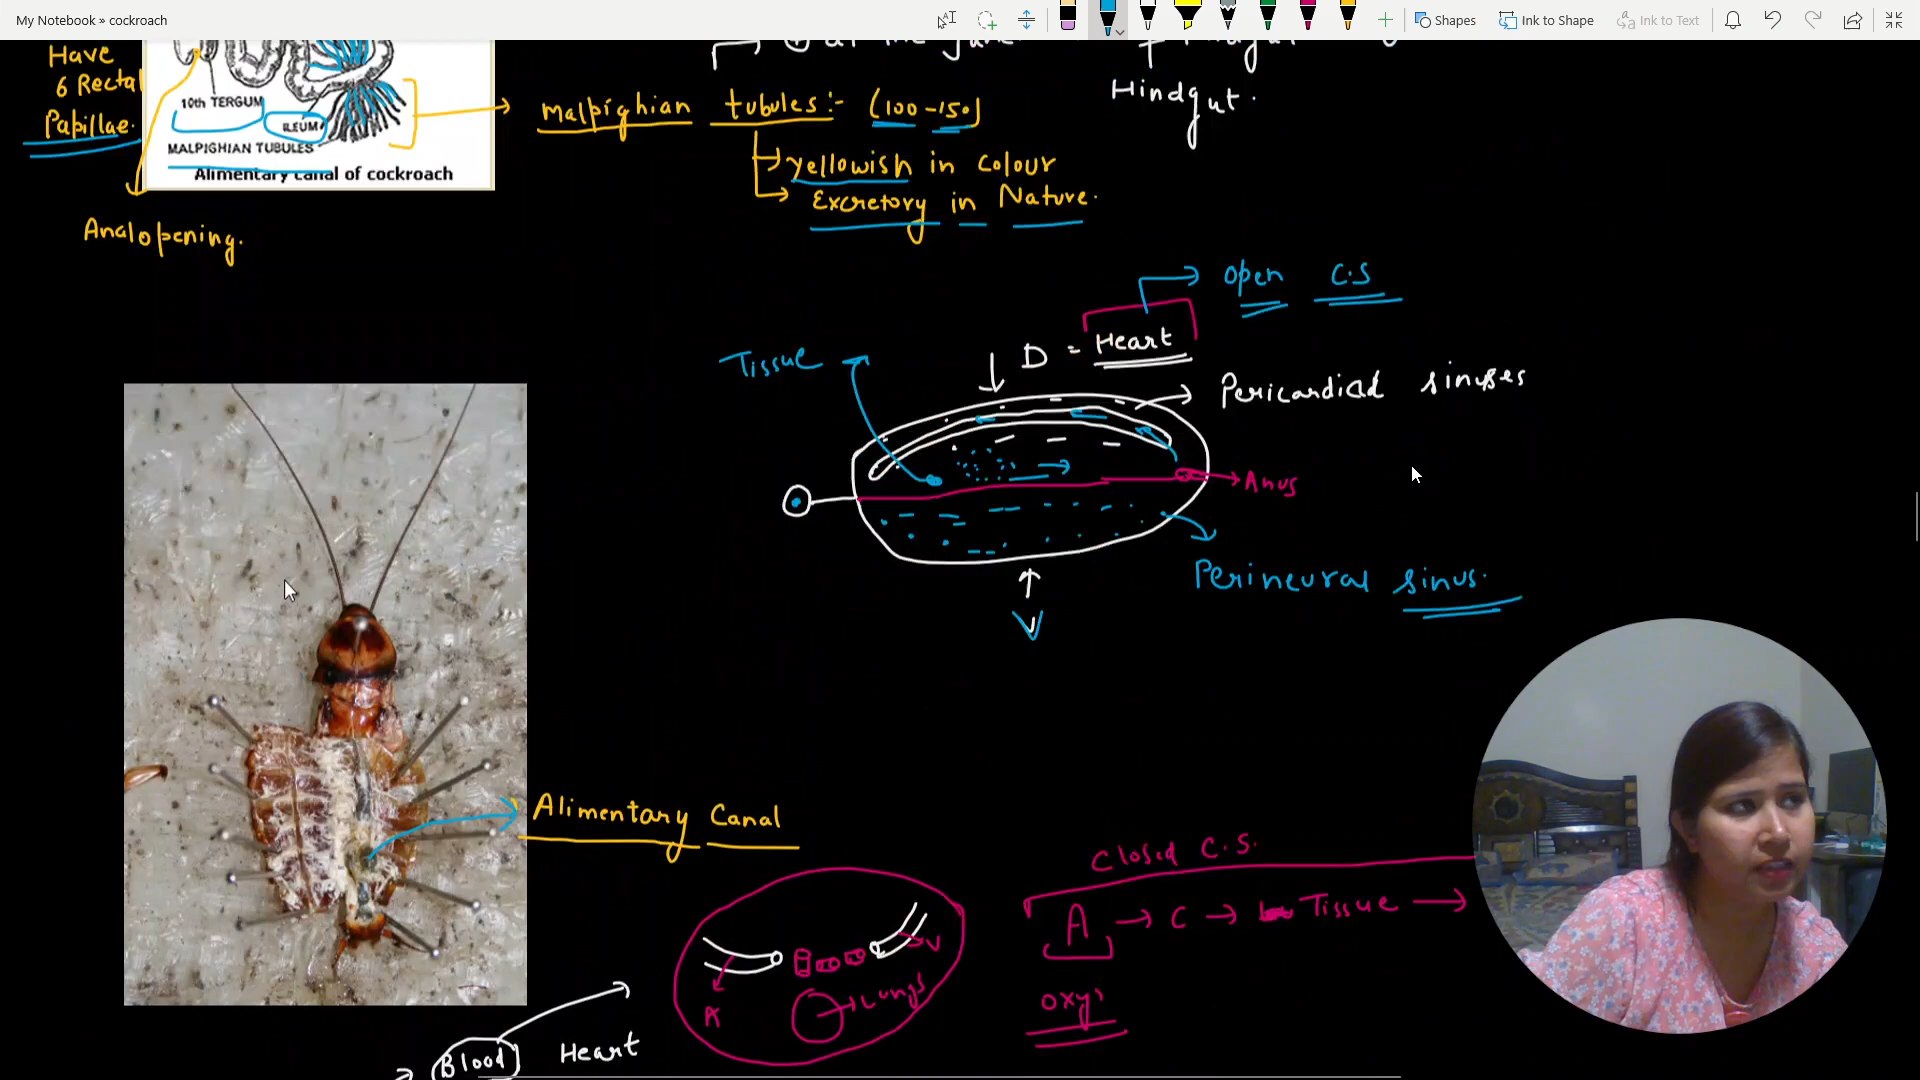 My Notebook » cockroach
Shapes
Ink to Shape
Ink to Text
Have
6 Rectal
Papillae.
10th TERGUM
ILEUM
MALPIGHIAN TUBULES
Alimentary canal of cockroach
Anal opening.
Malpighian tubules:- (100-150)
yellowish in colour
Excretory in Nature.
Hindgut.
open C.S
D = Heart
Tissue
Pericardial sinuses
Anus
Perineural sinus.
V
Alimentary Canal
Closed C.S.
A → C → Tissue →
oxy
A
V
Lungs
Blood
Heart